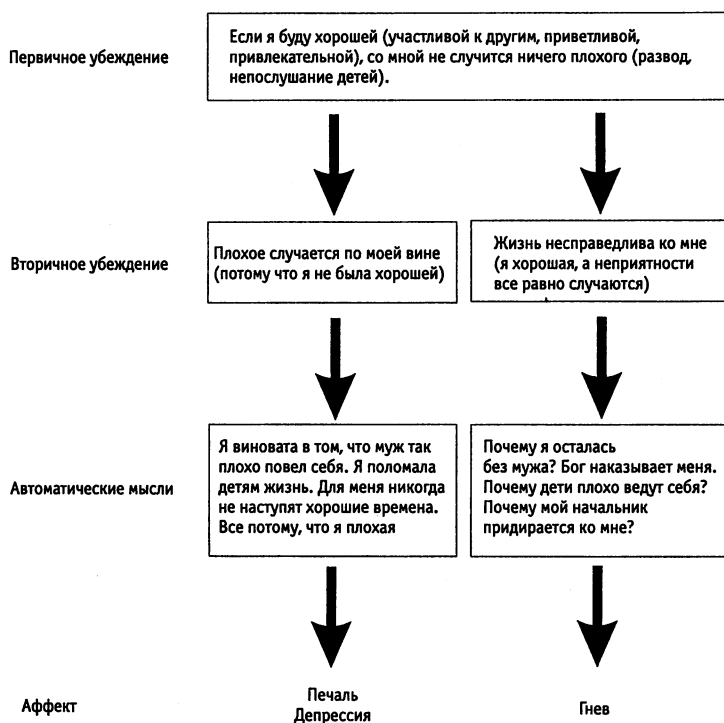 Первичное убеждение
Если я буду хорошей (участливой к другим, приветливой,
привлекательной), со мной не случится ничего плохого (развод,
непослушание детей).
Вторичное убеждение
Плохое случается по моей вине
(потому что я не была хорошей)
Жизнь несправедлива ко мне
(я хорошая, а неприятности
все равно случаются)
Автоматические мысли
Я виновата в том, что муж так
плохо повел себя. Я поломала
детям жизнь. Для меня никогда
не наступят хорошие времена.
Все потому, что я плохая
Почему я осталась
без мужа? Бог наказывает меня.
Почему дети плохо ведут себя?
Почему мой начальник
придирается ко мне?
Аффект
Печаль
Депрессия
Гнев